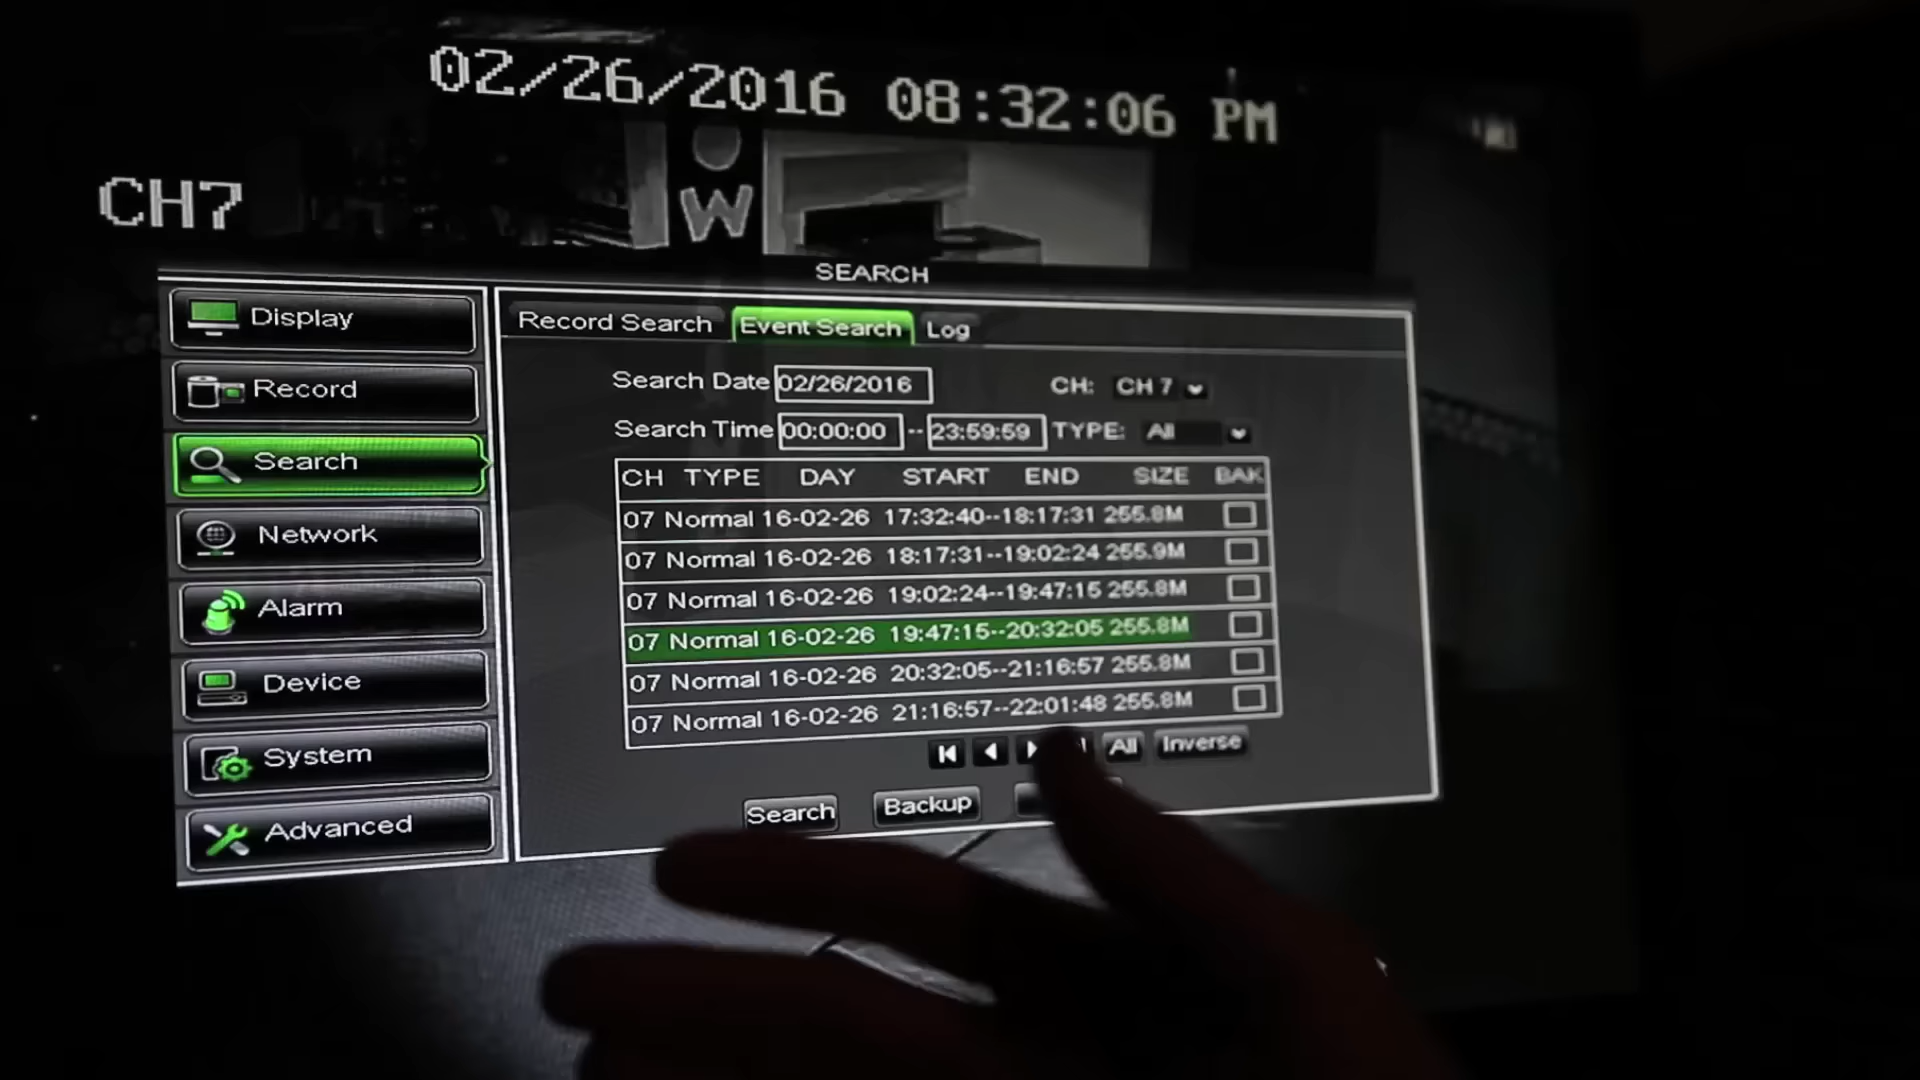 02/26/2016 08:32:06 PM
CH7
W
SEARCH
Display
Record
Search
Network
Alarm
Device
System
Advanced
Record Search Event Search Log
Search Date 02/26/2016 CH: CH 7
Search Time 00:00:00 -- 23:59:59 TYPE: All
CH TYPE DAY START END SIZE BAK
07 Normal 16-02-26 17:32:40--18:17:31 255.8M
07 Normal 16-02-26 18:17:31--19:02:24 255.9M
07 Normal 16-02-26 19:02:24--19:47:15 255.8M
07 Normal 16-02-26 19:47:15--20:32:05 255.8M
07 Normal 16-02-26 20:32:05--21:16:57 255.8M
07 Normal 16-02-26 21:16:57--22:01:48 255.8M
All Inverse
Search Backup